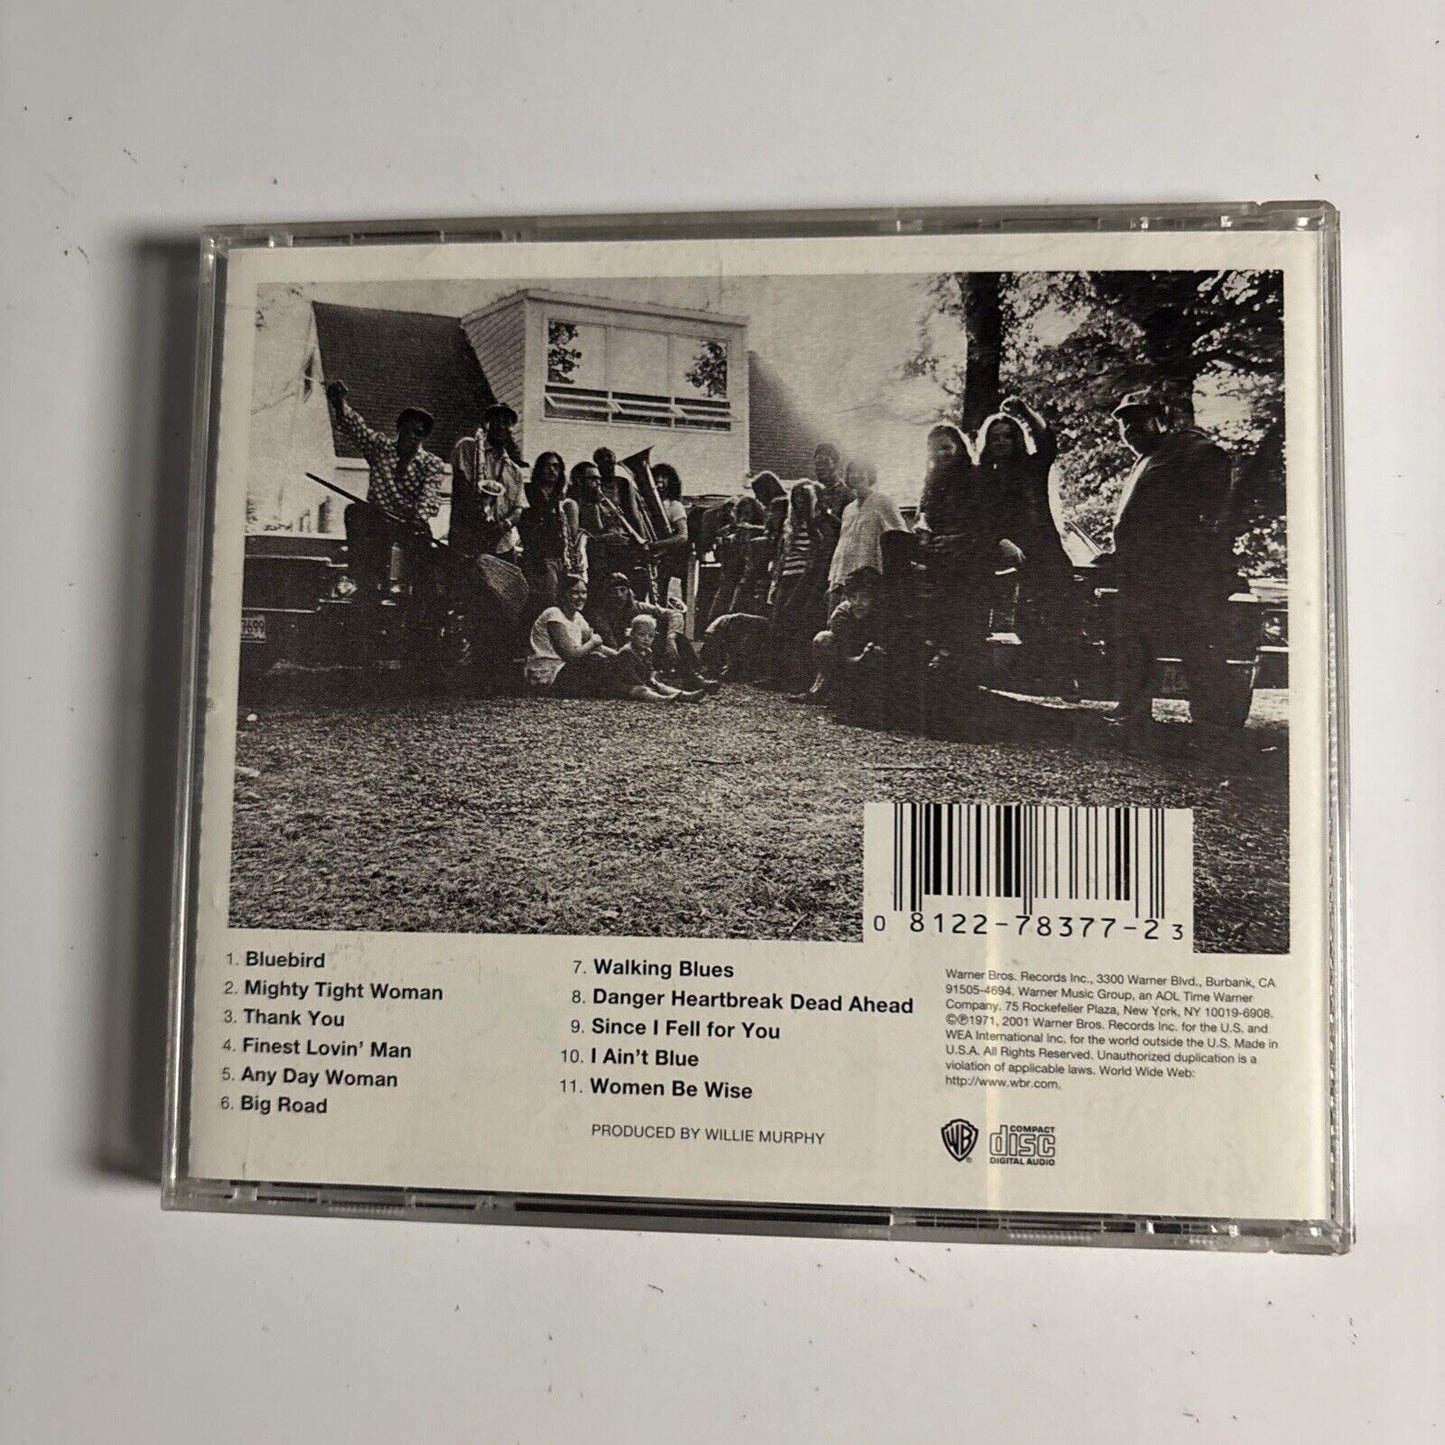 7699
0 8122-78377-2 3
1. Bluebird
2. Mighty Tight Woman
3. Thank You
4. Finest Lovin' Man
5. Any Day Woman
6. Big Road
7. Walking Blues
8. Danger Heartbreak Dead Ahead
9. Since I Fell for You
10. I Ain't Blue
11. Women Be Wise
PRODUCED BY WILLIE MURPHY
Warner Bros. Records Inc., 3300 Warner Blvd., Burbank, CA
91505-4694. Warner Music Group, an AOL Time Warner
Company. 75 Rockefeller Plaza, New York, NY 10019-6908.
©℗1971, 2001 Warner Bros. Records Inc. for the U.S. and
WEA International Inc. for the world outside the U.S. Made in
U.S.A. All Rights Reserved. Unauthorized duplication is a
violation of applicable laws. World Wide Web:
http://www.wbr.com.
WB
®
COMPACT
disc
DIGITAL AUDIO